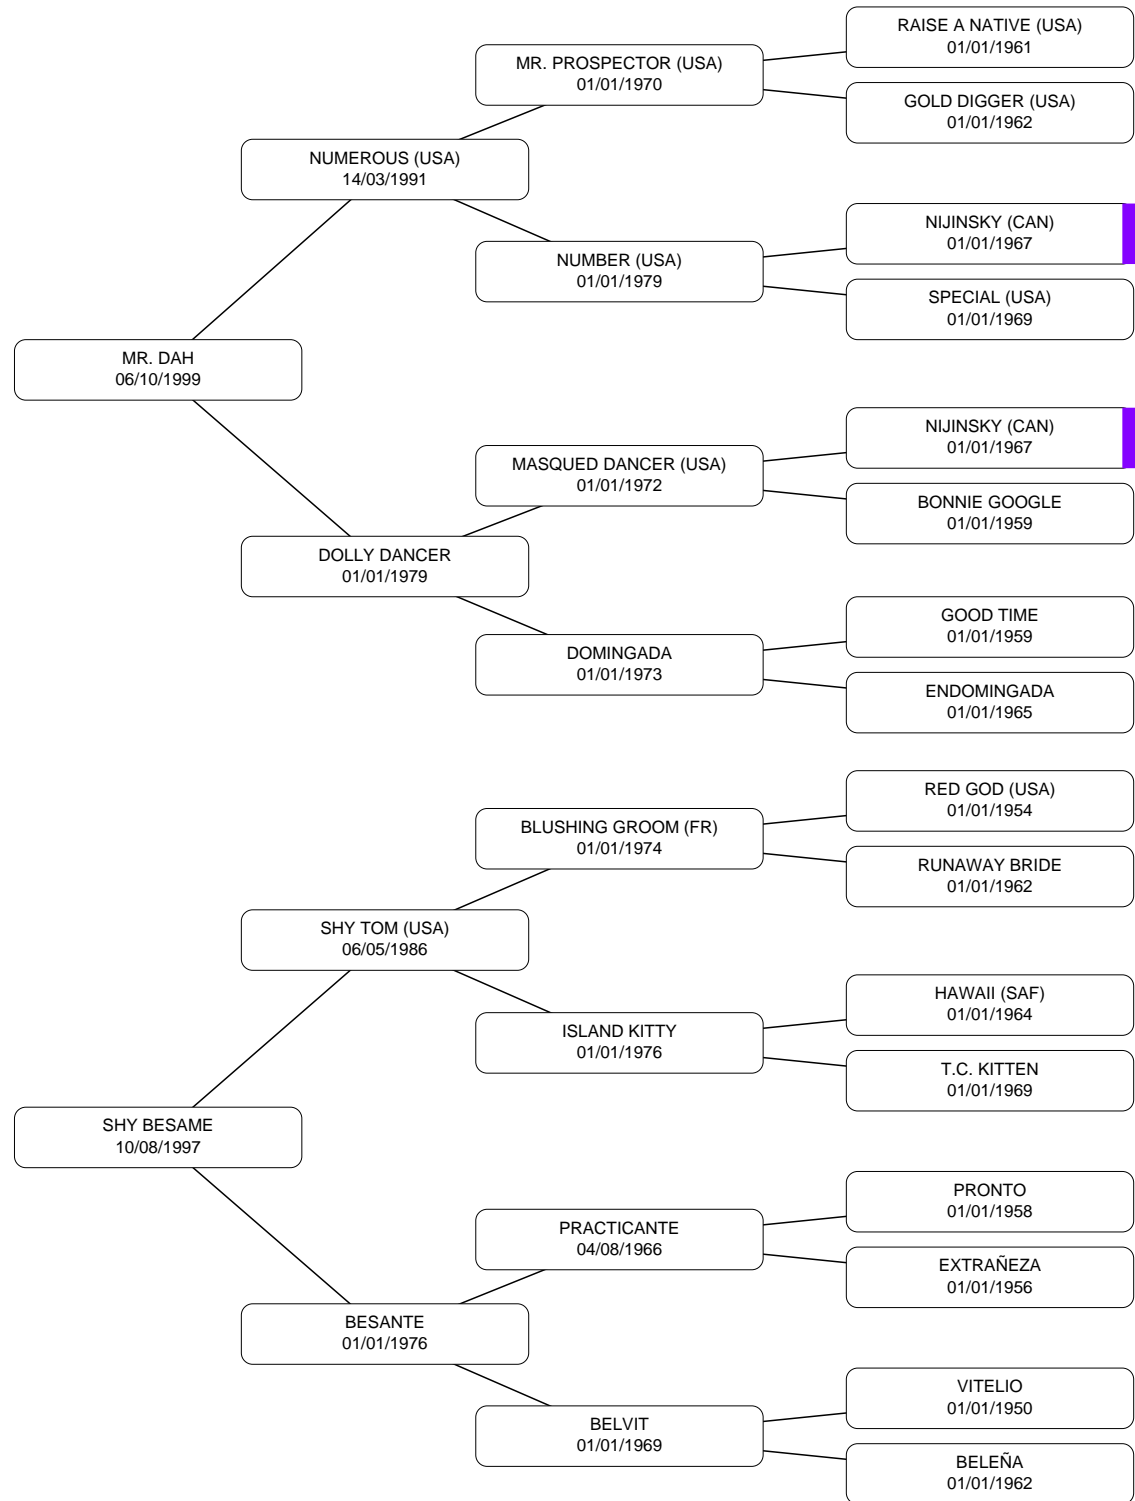 RAISE A NATIVE (USA)
01/01/1961
MR. PROSPECTOR (USA)
01/01/1970
GOLD DIGGER (USA)
01/01/1962
NUMEROUS (USA)
14/03/1991
NIJINSKY (CAN)
01/01/1967
NUMBER (USA)
01/01/1979
SPECIAL (USA)
01/01/1969
MR. DAH
06/10/1999
NIJINSKY (CAN)
01/01/1967
MASQUED DANCER (USA)
01/01/1972
BONNIE GOOGLE
01/01/1959
DOLLY DANCER
01/01/1979
GOOD TIME
01/01/1959
DOMINGADA
01/01/1973
ENDOMINGADA
01/01/1965
RED GOD (USA)
01/01/1954
BLUSHING GROOM (FR)
01/01/1974
RUNAWAY BRIDE
01/01/1962
SHY TOM (USA)
06/05/1986
HAWAII (SAF)
01/01/1964
ISLAND KITTY
01/01/1976
T.C. KITTEN
01/01/1969
SHY BESAME
10/08/1997
PRONTO
01/01/1958
PRACTICANTE
04/08/1966
EXTRAÑEZA
01/01/1956
BESANTE
01/01/1976
VITELIO
01/01/1950
BELVIT
01/01/1969
BELEÑA
01/01/1962